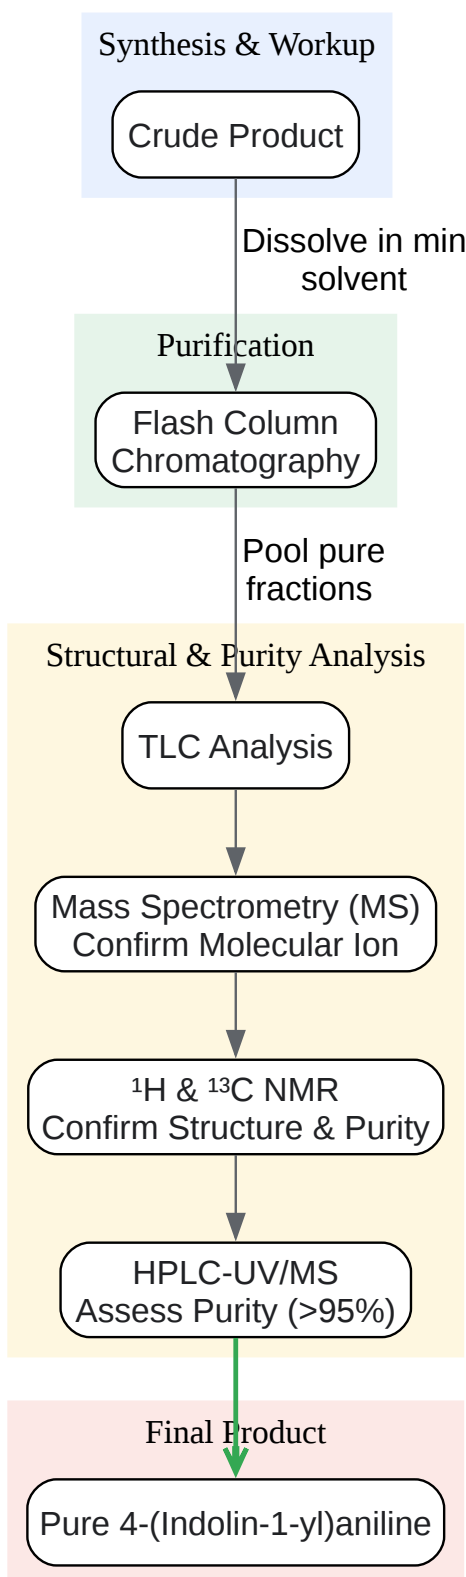 Synthesis & Workup
Crude Product
Dissolve in min
solvent
Purification
Flash Column
Chromatography
Pool pure
fractions
Structural & Purity Analysis
TLC Analysis
Mass Spectrometry (MS)
Confirm Molecular Ion
¹H & ¹³C NMR
Confirm Structure & Purity
HPLC-UV/MS
Assess Purity (>95%)
Final Product
Pure 4-(Indolin-1-yl)aniline